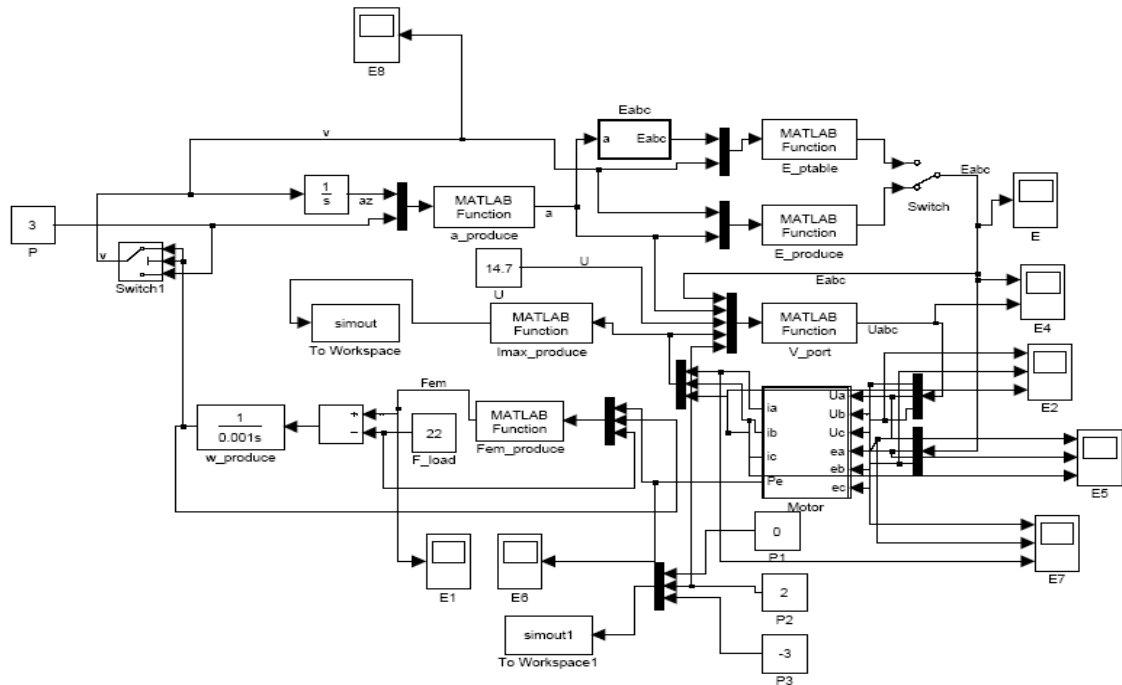 E8
Eabc
a Eabc
MATLAB
Function
E_ptable
v
Eabc
Switch
E
1
s
az
MATLAB
Function
a_produce
a
MATLAB
Function
E_produce
3
P
v
Switch1
14.7
U
U
Eabc
simout
To Workspace
MATLAB
Function
Imax_produce
MATLAB
Function
V_port
Uabc
E4
E2
Fem
1
0.001s
w_produce
+
−
22
F_load
MATLAB
Function
Fem_produce
ia
ib
ic
Pe
Ua
Ub
Uc
ea
eb
ec
Motor
E5
E1
E6
0
P1
E7
2
P2
simout1
To Workspace1
-3
P3